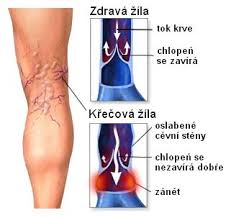 Zdravá žíla
tok krve
chlopeň
se zavírá
Křečová žíla
oslabené
cévní stěny
chlopeň se
nezavírá dobře
zánět